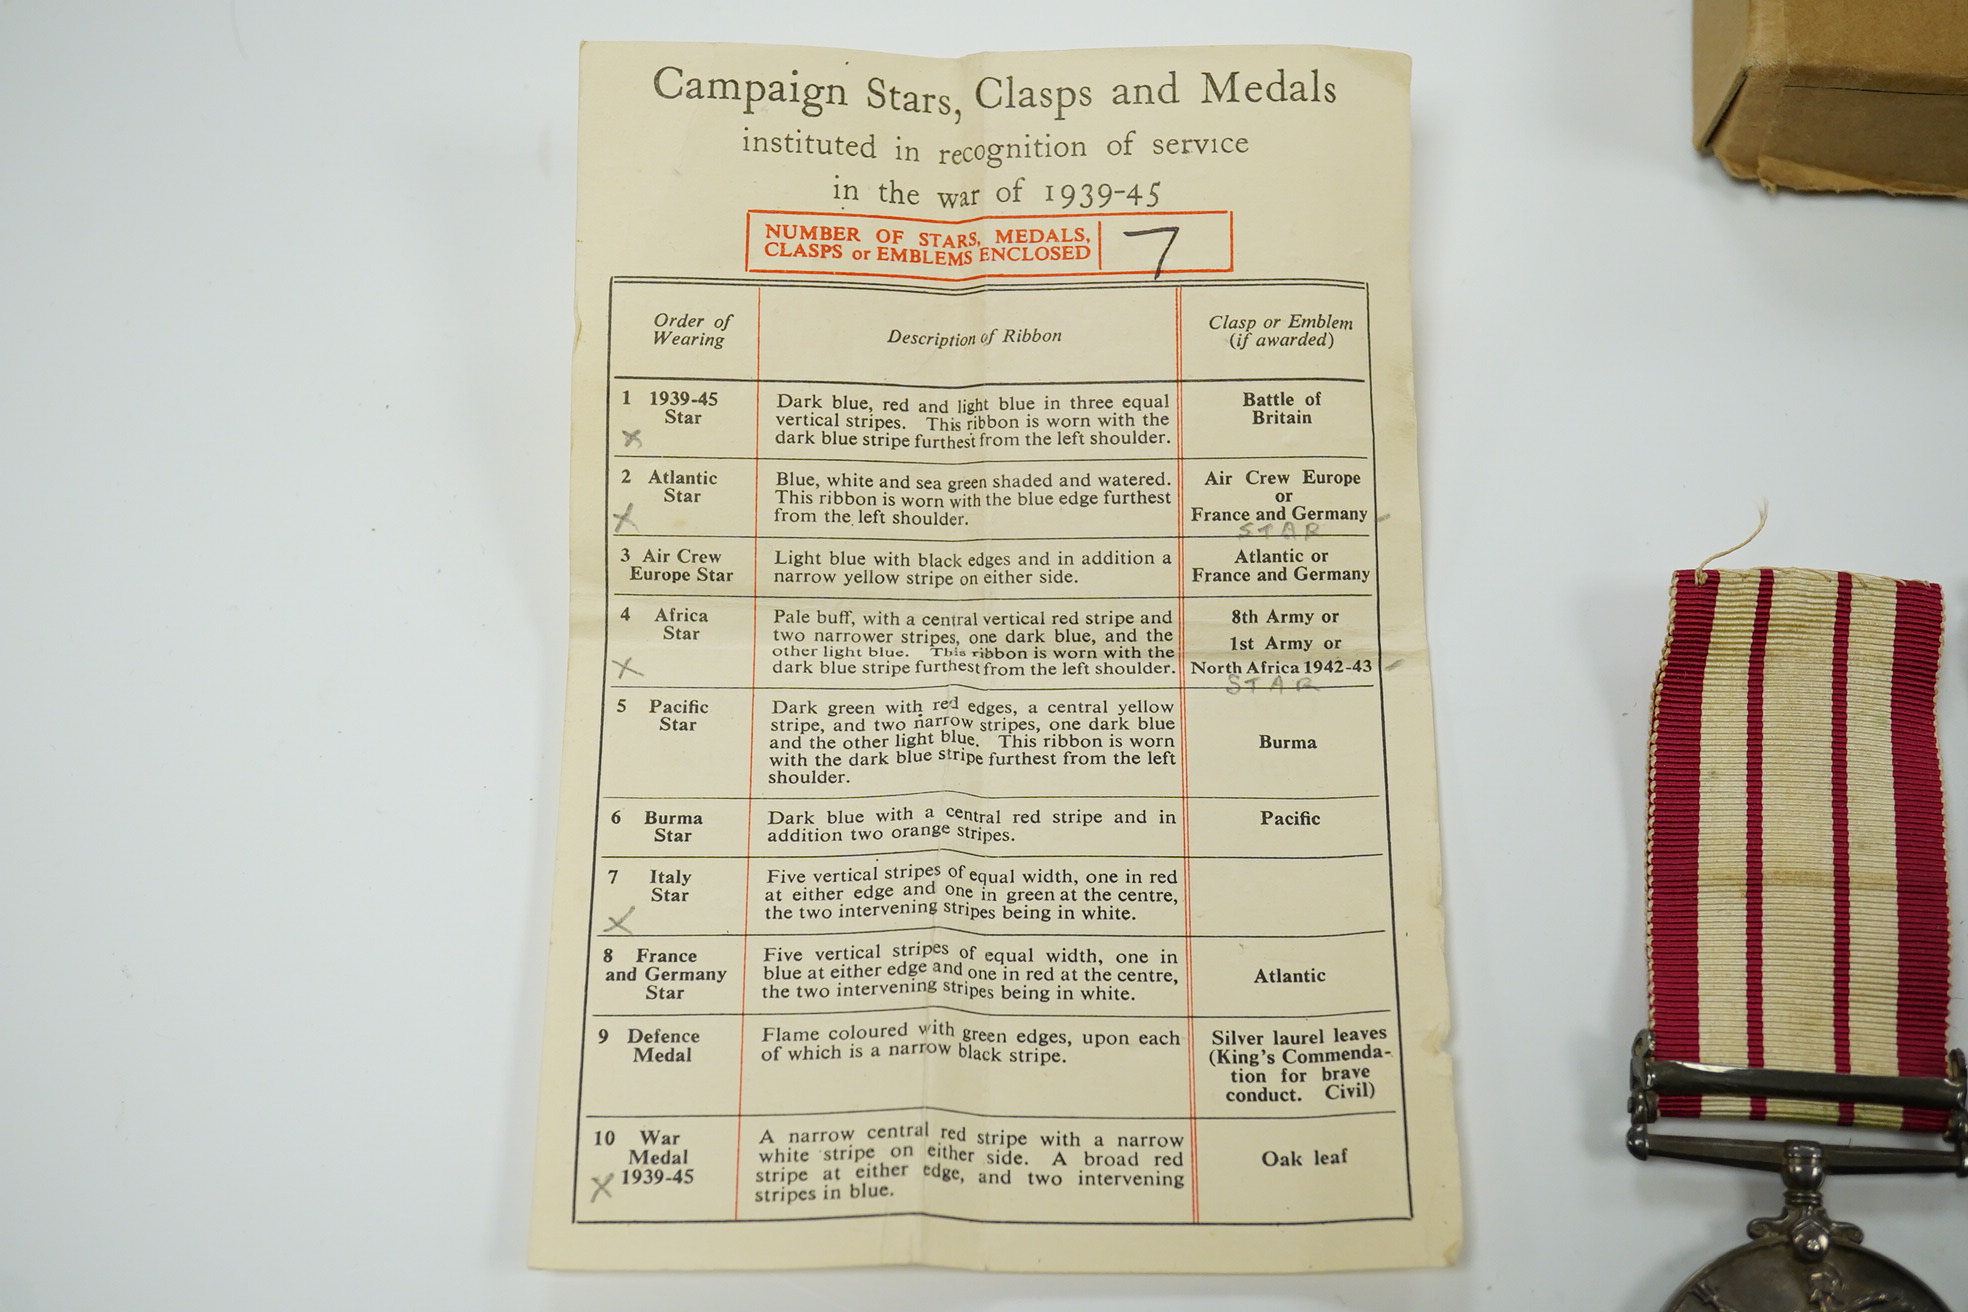 Campaign Stars, Clasps and Medals
instituted in recognition of service
in the war of 1939-45
NUMBER OF STARS, MEDALS,
CLASPS or EMBLEMS ENCLOSED
7
Order of
Wearing
Description of Ribbon
Clasp or Emblem
(if awarded)
1 1939-45
Star
X
Dark blue, red and light blue in three equal
vertical stripes. This ribbon is worn with the
dark blue stripe furthest from the left shoulder.
Battle of
Britain
2 Atlantic
Star
X
Blue, white and sea green shaded and watered.
This ribbon is worn with the blue edge furthest
from the left shoulder.
Air Crew Europe
or
France and Germany
STAR
3 Air Crew
Europe Star
Light blue with black edges and in addition a
narrow yellow stripe on either side.
Atlantic or
France and Germany
4 Africa
Star
X
Pale buff, with a central vertical red stripe and
two narrower stripes, one dark blue, and the
other light blue. This ribbon is worn with the
dark blue stripe furthest from the left shoulder.
8th Army or
1st Army or
North Africa 1942-43
STAR
5 Pacific
Star
Dark green with red edges, a central yellow
stripe, and two narrow stripes, one dark blue
and the other light blue. This ribbon is worn
with the dark blue stripe furthest from the left
shoulder.
Burma
6 Burma
Star
Dark blue with a central red stripe and in
addition two orange stripes.
Pacific
7 Italy
Star
X
Five vertical stripes of equal width, one in red
at either edge and one in green at the centre,
the two intervening stripes being in white.
8 France
and Germany
Star
Five vertical stripes of equal width, one in
blue at either edge and one in red at the centre,
the two intervening stripes being in white.
Atlantic
9 Defence
Medal
Flame coloured with green edges, upon each
of which is a narrow black stripe.
Silver laurel leaves
(King's Commenda-
tion for brave
conduct. Civil)
10 War
Medal
1939-45
X
A narrow central red stripe with a narrow
white stripe on either side. A broad red
stripe at either edge, and two intervening
stripes in blue.
Oak leaf